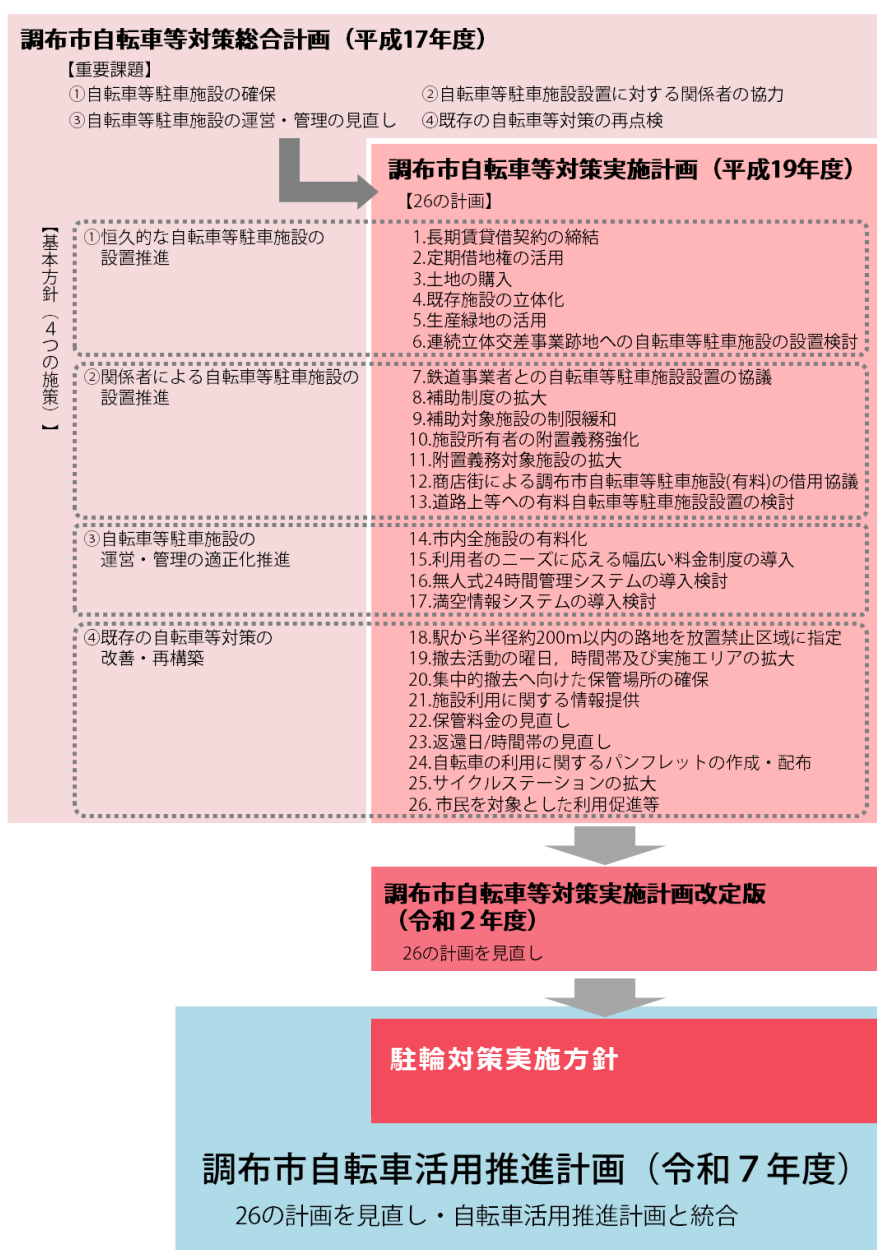 調布市自転車等対策総合計画（平成17年度）
【重要課題】
①自転車等駐車施設の確保
②自転車等駐車施設設置に対する関係者の協力
③自転車等駐車施設の運営・管理の見直し
④既存の自転車等対策の再点検
調布市自転車等対策実施計画（平成19年度）
【26の計画】
【基本方針（４つの施策）】
①恒久的な自転車等駐車施設の
設置推進
1.長期賃貸借契約の締結
2.定期借地権の活用
3.土地の購入
4.既存施設の立体化
5.生産緑地の活用
6.連続立体交差事業跡地への自転車等駐車施設の設置検討
②関係者による自転車等駐車施設の
設置推進
7.鉄道事業者との自転車等駐車施設設置の協議
8.補助制度の拡大
9.補助対象施設の制限緩和
10.施設所有者の附置義務強化
11.附置義務対象施設の拡大
12.商店街による調布市自転車等駐車施設(有料)の借用協議
13.道路上等への有料自転車等駐車施設設置の検討
③自転車等駐車施設の
運営・管理の適正化推進
14.市内全施設の有料化
15.利用者のニーズに応える幅広い料金制度の導入
16.無人式24時間管理システムの導入検討
17.満空情報システムの導入検討
④既存の自転車等対策の
改善・再構築
18.駅から半径約200m以内の路地を放置禁止区域に指定
19.撤去活動の曜日，時間帯及び実施エリアの拡大
20.集中的撤去へ向けた保管場所の確保
21.施設利用に関する情報提供
22.保管料金の見直し
23.返還日/時間帯の見直し
24.自転車の利用に関するパンフレットの作成・配布
25.サイクルステーションの拡大
26.市民を対象とした利用促進等
調布市自転車等対策実施計画改定版
（令和２年度）
26の計画を見直し
駐輪対策実施方針
調布市自転車活用推進計画（令和７年度）
26の計画を見直し・自転車活用推進計画と統合